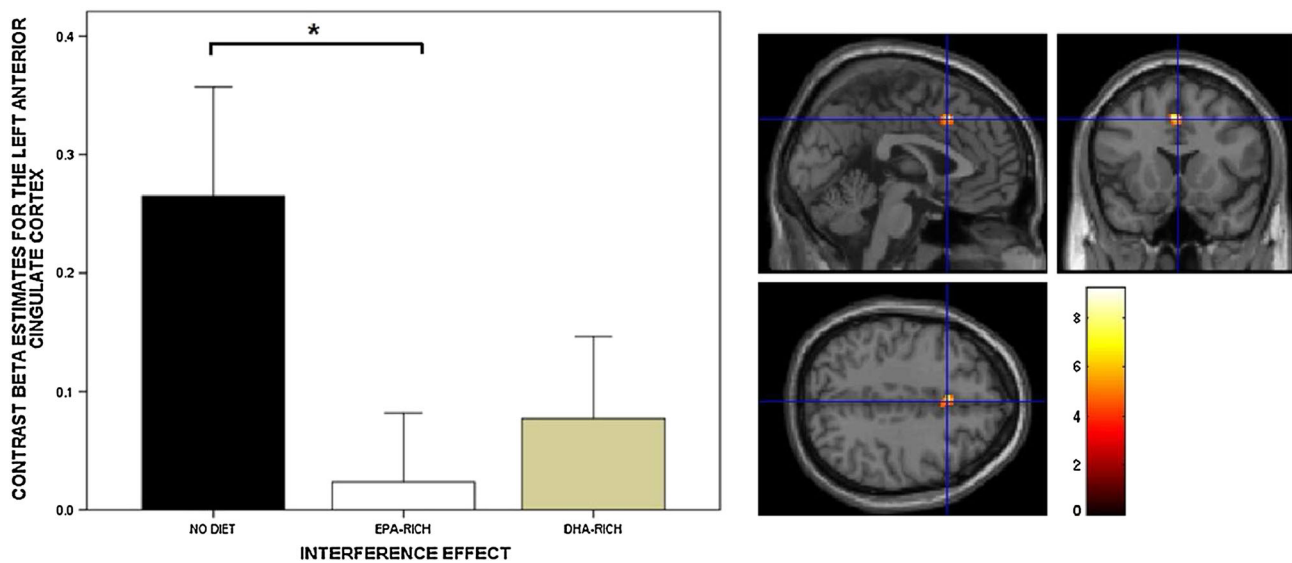 CONTRAST BETA ESTIMATES FOR THE LEFT ANTERIOR
CINGULATE CORTEX
0.4
0.3
0.2
0.1
0.0
*
NO DIET
EPA-RICH
DHA-RICH
INTERFERENCE EFFECT
8
6
4
2
0